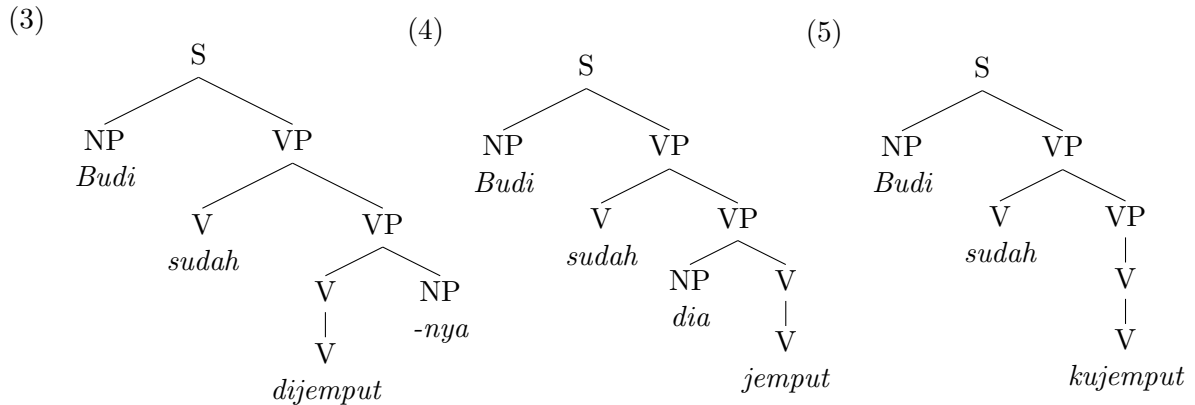 (3) (4) (5)
S S S
NP VP NP VP NP VP
Budi Budi Budi
V VP V VP V VP
sudah sudah sudah
V NP NP V V
-nya dia
V V V
dijemput jemput kujemput